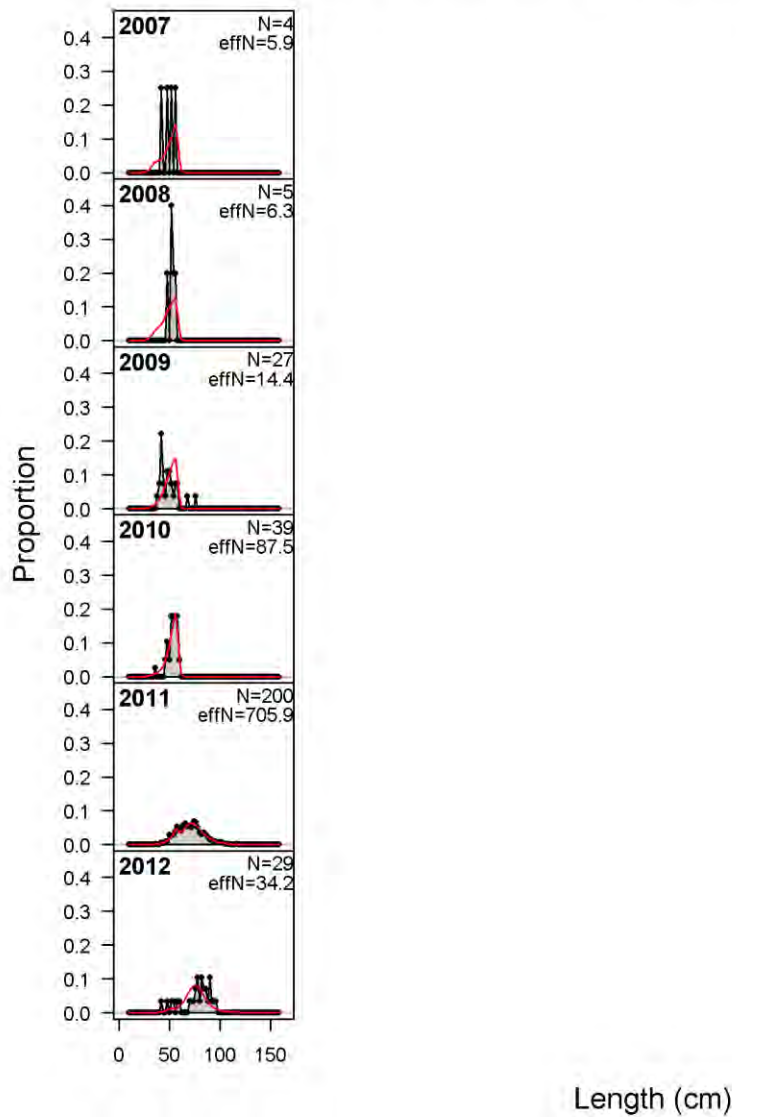 2007
N=4
effN=5.9
0.4
0.3
0.2
0.1
0.0
2008
N=5
effN=6.3
0.4
0.3
0.2
0.1
0.0
2009
N=27
effN=14.4
0.4
0.3
0.2
0.1
0.0
2010
N=39
effN=87.5
0.4
0.3
0.2
0.1
0.0
2011
N=200
effN=705.9
0.4
0.3
0.2
0.1
0.0
2012
N=29
effN=34.2
0.4
0.3
0.2
0.1
0.0
0 50 100 150
Proportion
Length (cm)